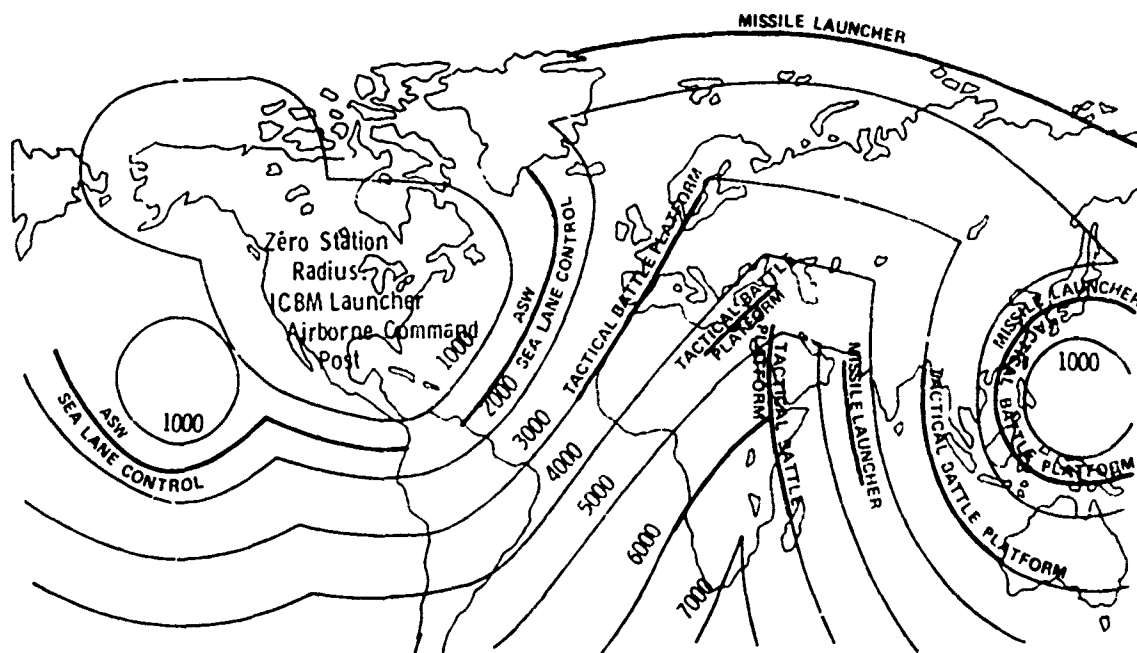 MISSILE LAUNCHER
Zéro Station
Radius:
ICBM Launcher
Airborne Command
Post
1000
ASW
2000 SEA LANE CONTROL
TACTICAL BATTLE PLATFORM
TACTICAL BATTL
PLATFORM
PLATFORM
TACTICAL BATTLE
MISSILE LAUNCHER
TACTICAL BATTLE PLATFORM
MISSILE LAUNCHER
TACTICAL BATTLE PLATFORM
1000
1000
ASW
SEA LANE CONTROL
3000
4000
5000
6000
7000